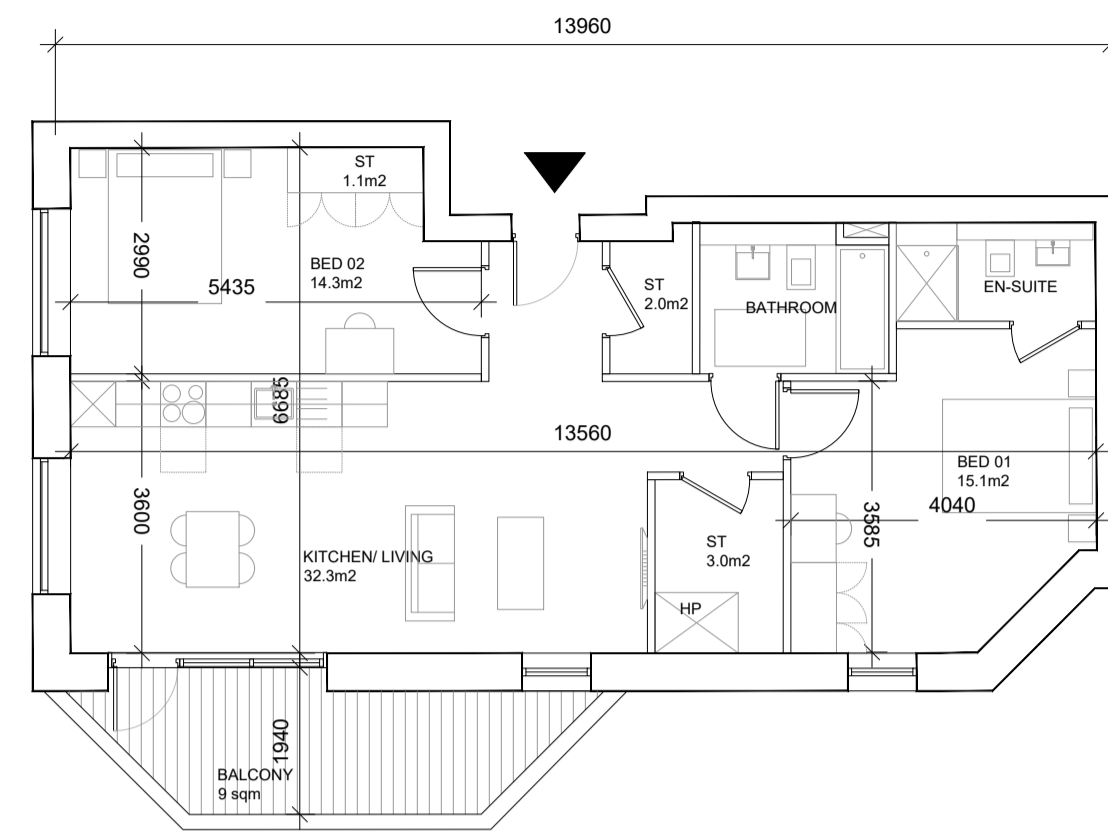 13960
ST
1.1m2
2990
BED 02
14.3m2
5435
ST
2.0m2
BATHROOM
EN-SUITE
6685
13560
BED 01
15.1m2
3600
3585
4040
KITCHEN/ LIVING
32.3m2
ST
3.0m2
HP
1940
BALCONY
9 sqm